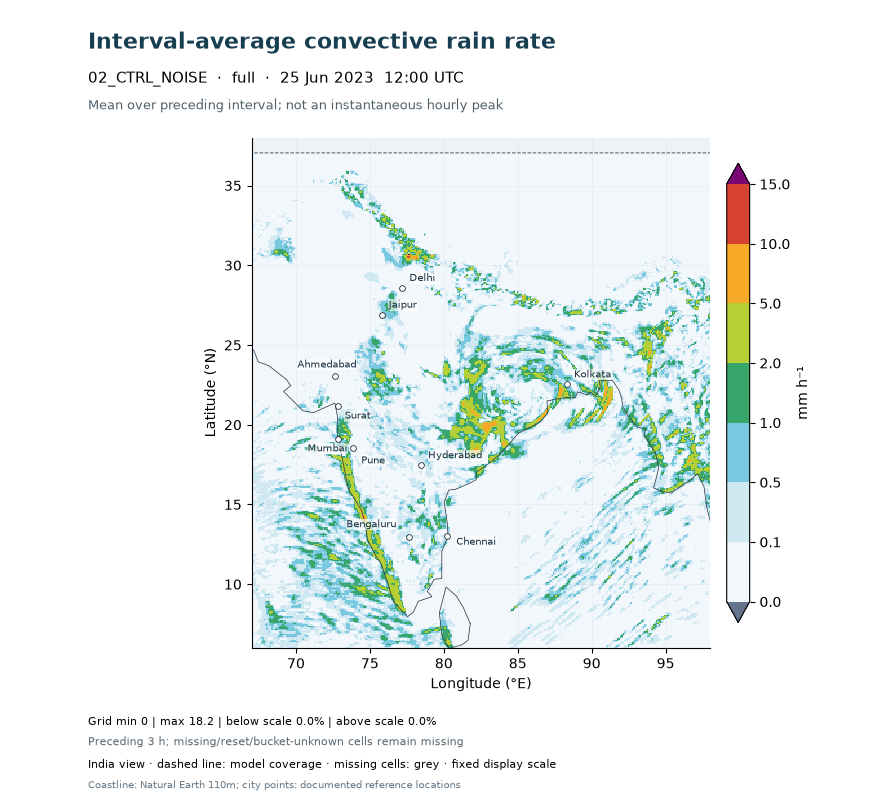 Interval-average convective rain rate
02_CTRL_NOISE · full · 25 Jun 2023 12:00 UTC
Mean over preceding interval; not an instantaneous hourly peak
35
30
25
20
15
10
Latitude (°N)
70
75
80
85
90
95
Longitude (°E)
Delhi
Jaipur
Ahmedabad
Kolkata
Surat
Mumbai
Pune
Hyderabad
Bengaluru
Chennai
15.0
10.0
5.0
2.0
1.0
0.5
0.1
0.0
mm h⁻¹
Grid min 0 | max 18.2 | below scale 0.0% | above scale 0.0%
Preceding 3 h; missing/reset/bucket-unknown cells remain missing
India view · dashed line: model coverage · missing cells: grey · fixed display scale
Coastline: Natural Earth 110m; city points: documented reference locations